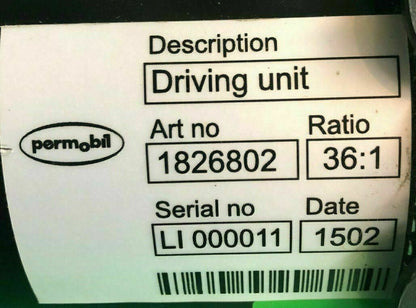 Description
Driving unit
permobil
Art no Ratio
1826802 36:1
Serial no Date
LI 000011 1502